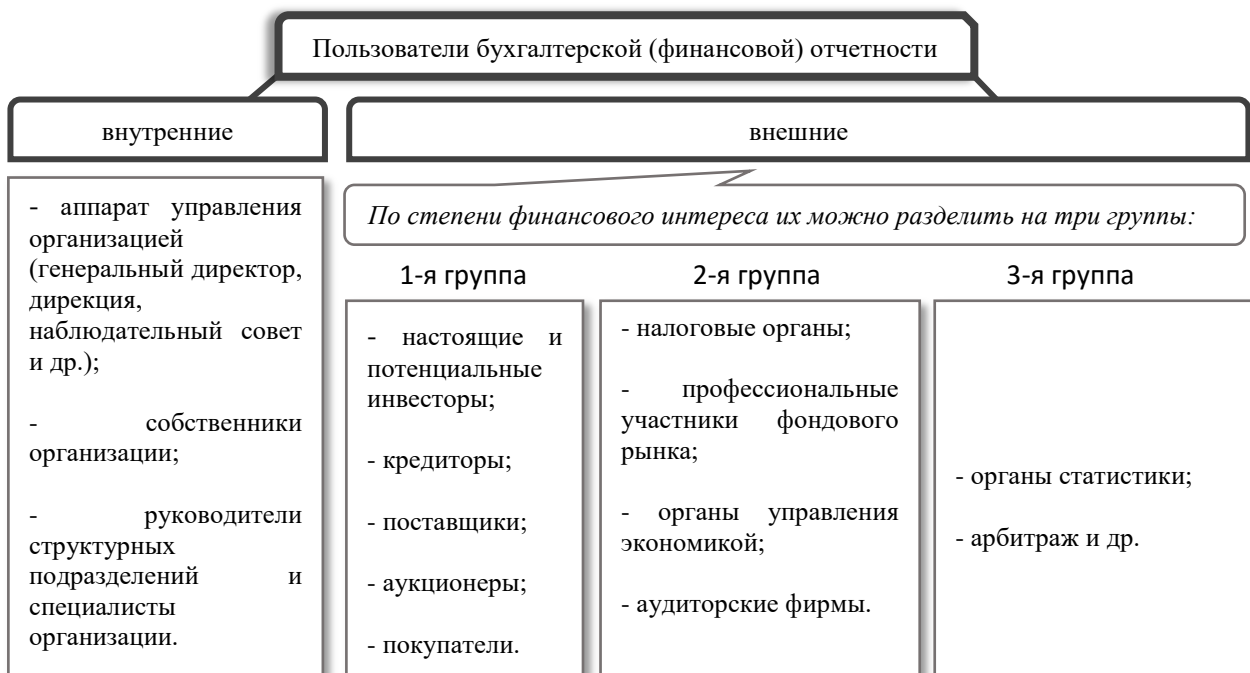 Пользователи бухгалтерской (финансовой) отчетности
внутренние
внешние
- аппарат управления
организацией
(генеральный директор,
дирекция,
наблюдательный совет
и др.);
- собственники
организации;
- руководители
структурных
подразделений и
специалисты
организации.
По степени финансового интереса их можно разделить на три группы:
1-я группа
- настоящие и
потенциальные
инвесторы;
- кредиторы;
- поставщики;
- аукционеры;
- покупатели.
2-я группа
- налоговые органы;
- профессиональные
участники фондового
рынка;
- органы управления
экономикой;
- аудиторские фирмы.
3-я группа
- органы статистики;
- арбитраж и др.